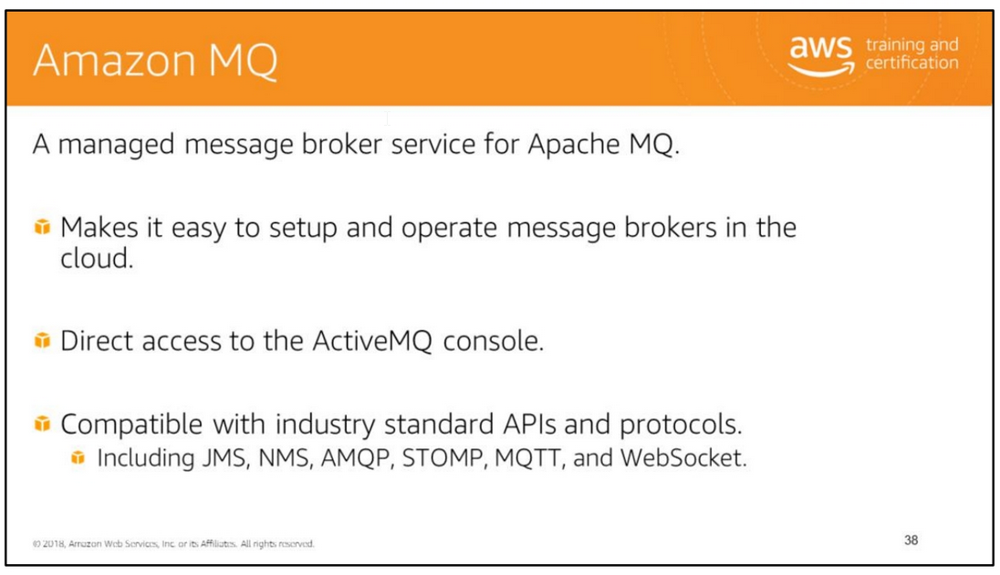 Amazon MQ
aws training and
certification
A managed message broker service for Apache MQ.
Makes it easy to setup and operate message brokers in the
cloud.
Direct access to the ActiveMQ console.
Compatible with industry standard APIs and protocols.
Including JMS, NMS, AMQP, STOMP, MQTT, and WebSocket.
© 2018, Amazon Web Services, Inc. or its Affiliates. All rights reserved.
38